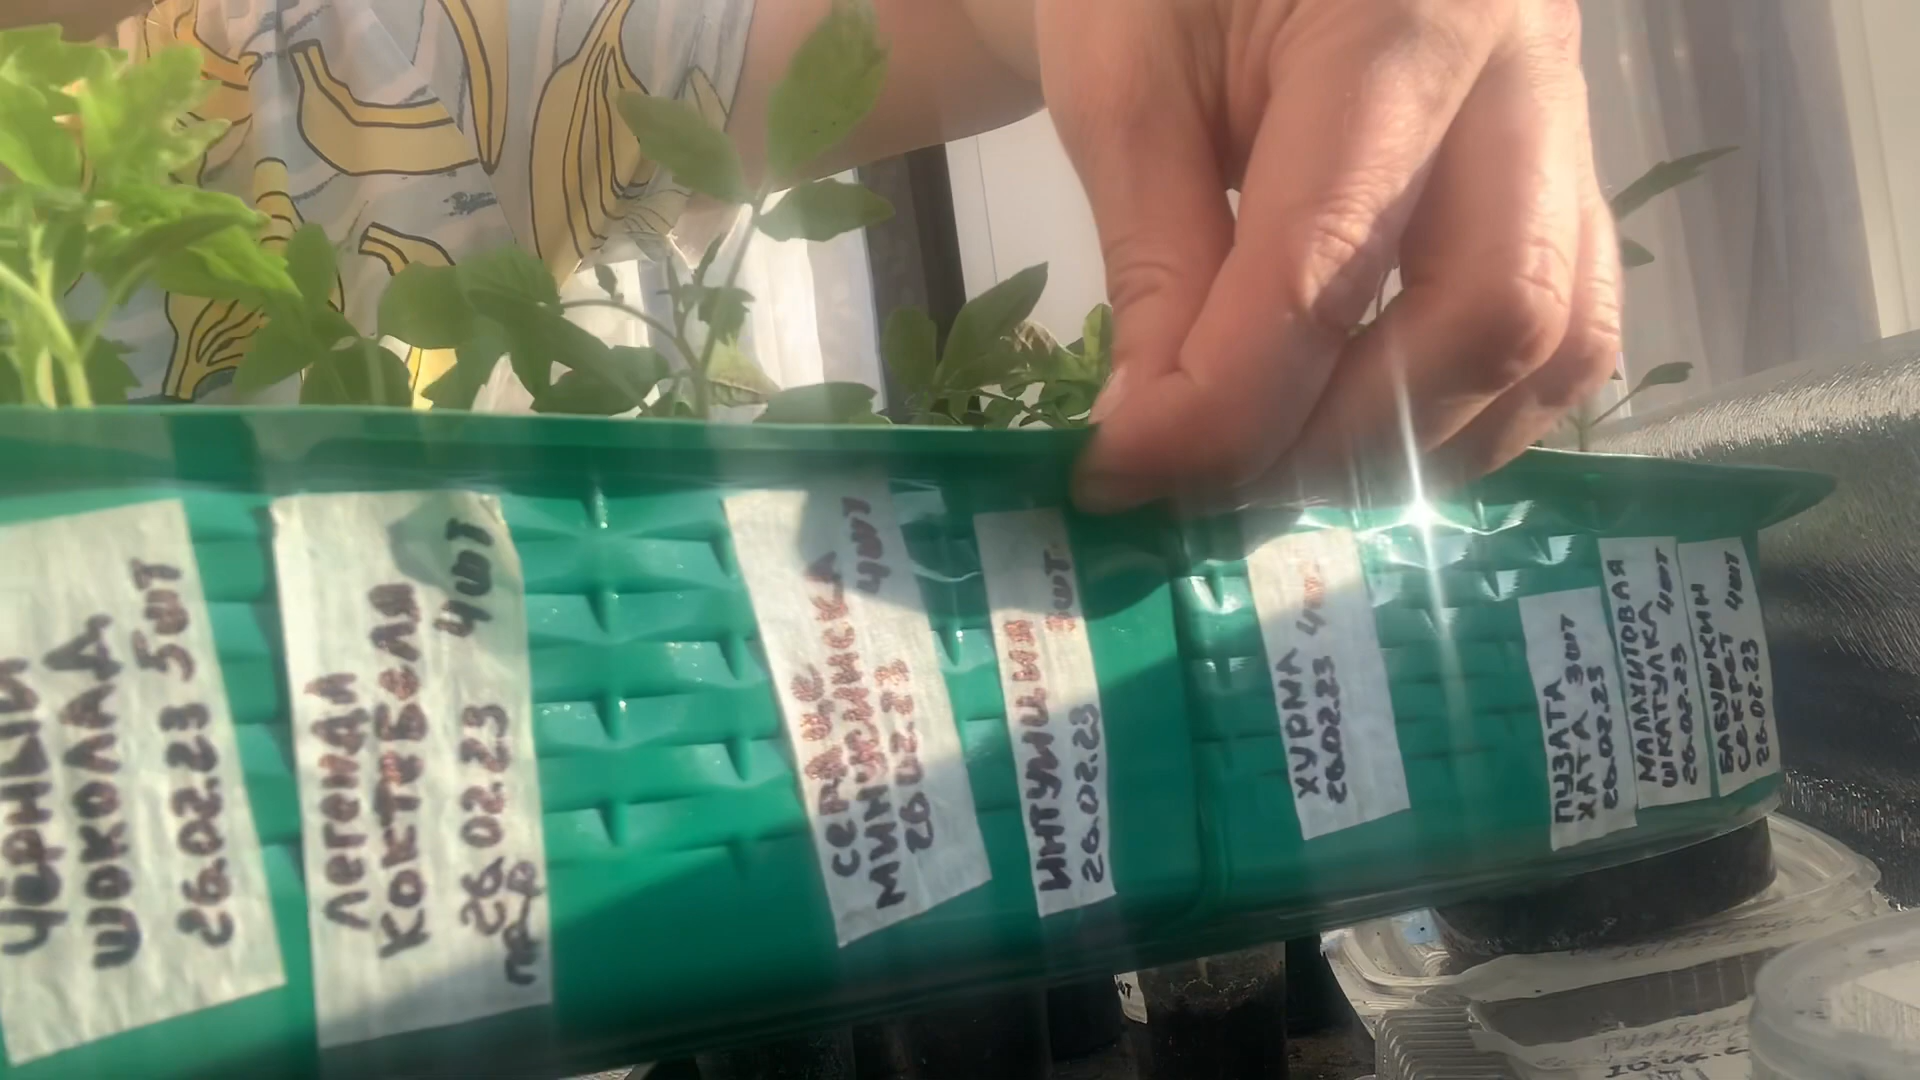 ЧЁРНЫЙ
ШОКОЛАД
26.02.23 5шт
Легенда
Коктебеля
26.02.23 4шт
пер
Сердце
Минусинска
26.02.23 4шт
Интуиция
26.02.23 3шт.
ХУРМА
26.02.23 4шт
ПУЗАТА
ХАТА 3шт
26.02.23
МАЛАХИТОВАЯ
ШКАТУЛКА
26.02.23 4шт
БАБУШКИН
СеКРЕТ
26.02.23 4шт